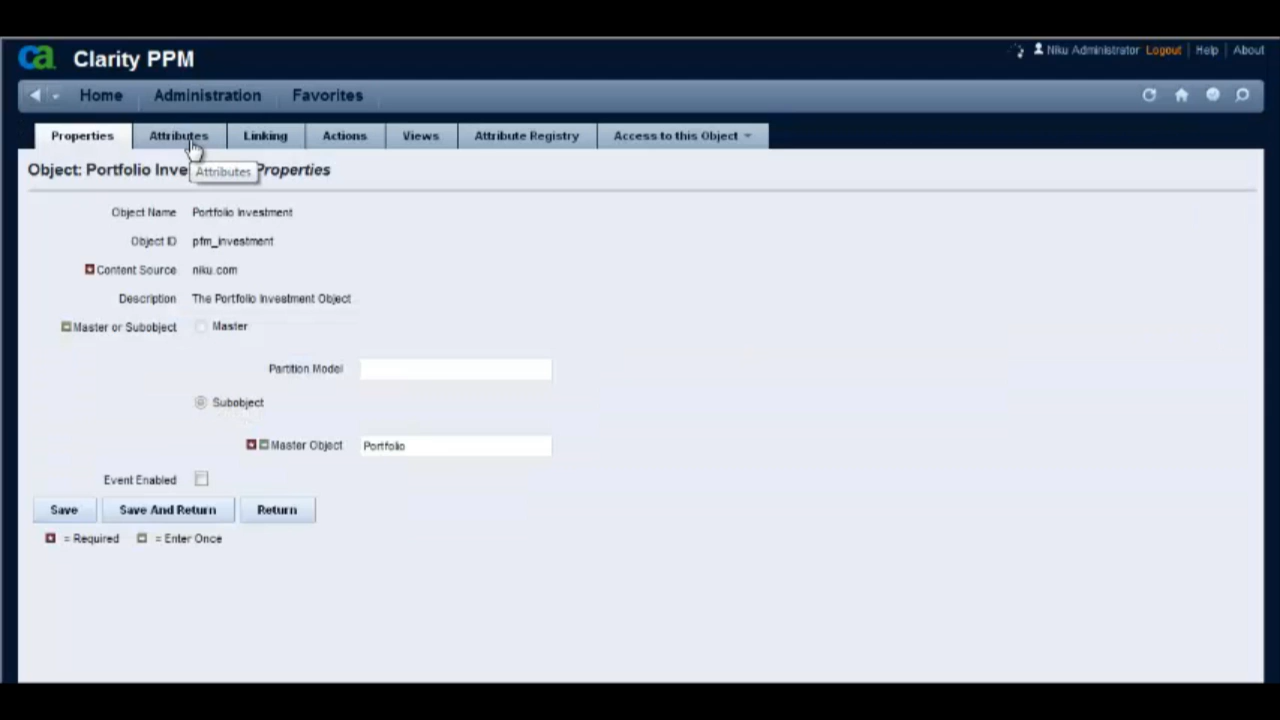 ca Clarity PPM
Niku Administrator Logout Help About
Home Administration Favorites
Properties Attributes Linking Actions Views Attribute Registry Access to this Object
Object: Portfolio Inve Properties
Attributes
Object Name Portfolio Investment
Object ID pfm_investment
Content Source niku.com
Description The Portfolio Investment Object
Master or Subobject Master
Partition Model
Subobject
Master Object Portfolio
Event Enabled
Save Save And Return Return
= Required = Enter Once